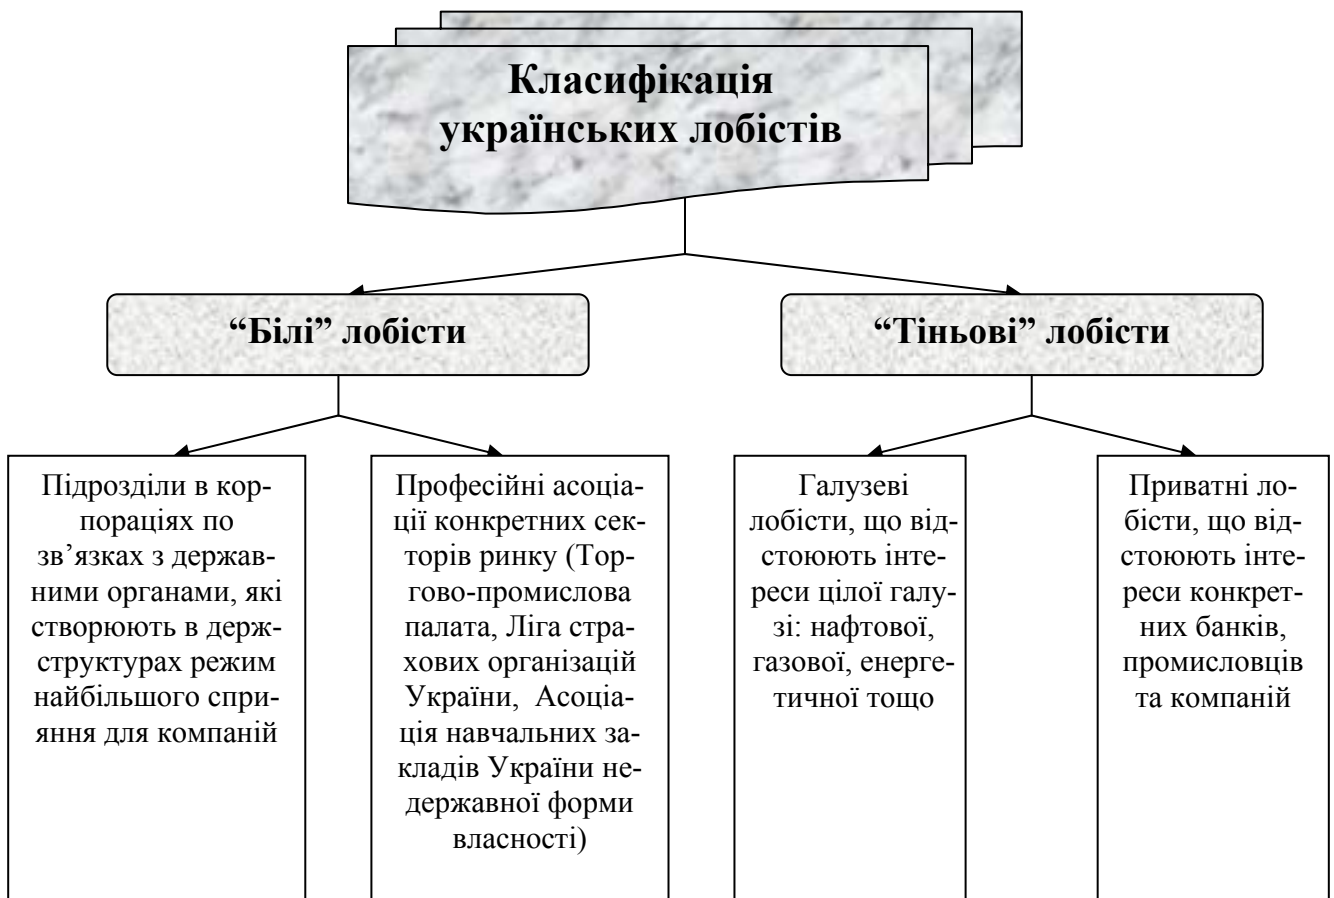 Класифікація
українських лобістів
“Білі” лобісти
“Тіньові” лобісти
Підрозділи в кор-
пораціях по
зв’язках з держав-
ними органами, які
створюють в держ-
структурах режим
найбільшого спри-
яння для компаній
Професійні асоціа-
ції конкретних сек-
торів ринку (Тор-
гово-промислова
палата, Ліга стра-
хових організацій
України,  Асоціа-
ція навчальних за-
кладів України не-
державної форми
власності)
Галузеві
лобісти, що від-
стоюють інте-
реси цілої галу-
зі: нафтової,
газової, енерге-
тичної тощо
Приватні ло-
бісти, що від-
стоюють інте-
реси конкрет-
них банків,
промисловців
та компаній